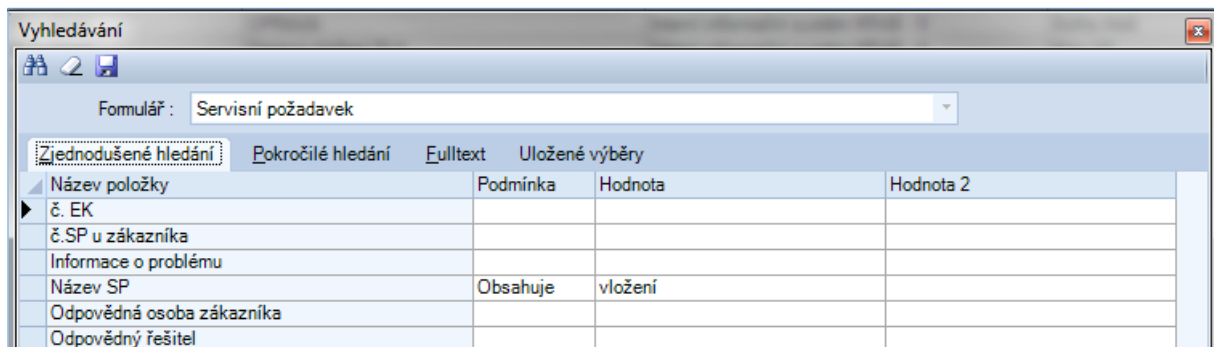 Vyhledávání
Formulář : Servisní požadavek
Zjednodušené hledání Pokročilé hledání Fulltext Uložené výběry
Název položky Podmínka Hodnota Hodnota 2
č. EK
č.SP u zákazníka
Informace o problému
Název SP Obsahuje vložení
Odpovědná osoba zákazníka
Odpovědný řešitel